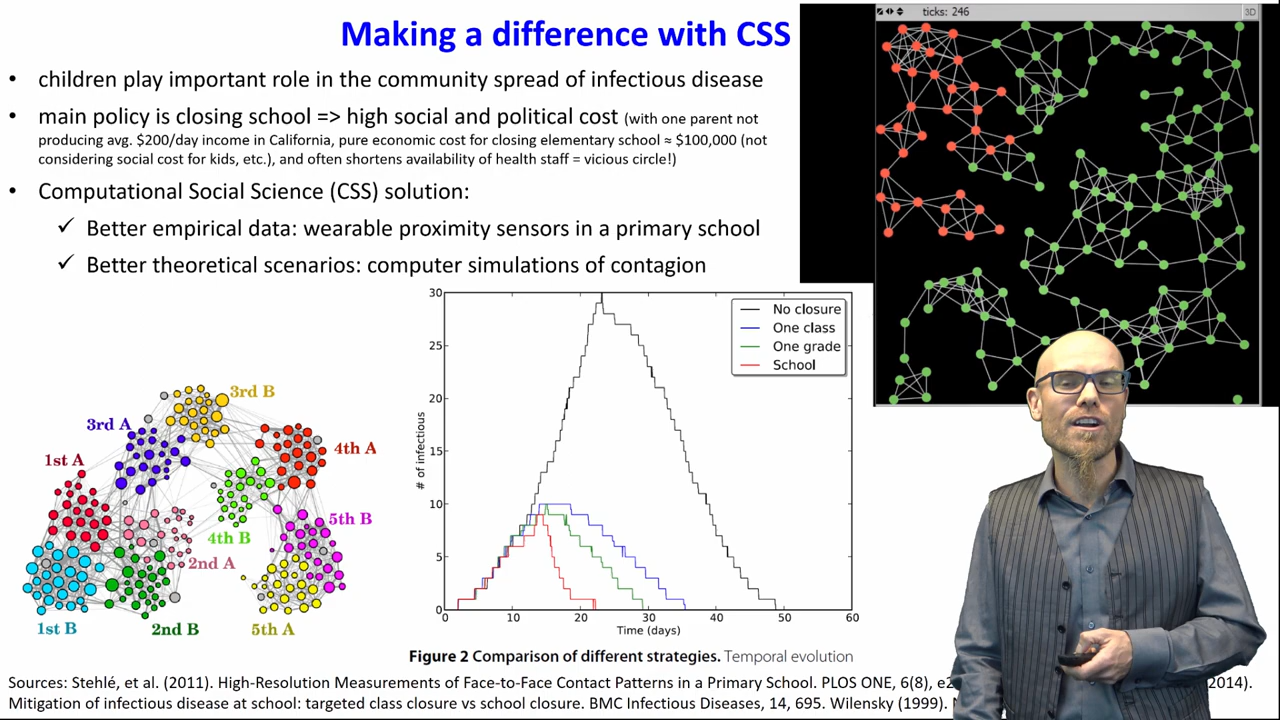 Making a difference with CSS
ticks: 246
3D
• children play important role in the community spread of infectious disease
• main policy is closing school => high social and political cost (with one parent not
producing avg. $200/day income in California, pure economic cost for closing elementary school ≈ $100,000 (not
considering social cost for kids, etc.), and often shortens availability of health staff = vicious circle!)
• Computational Social Science (CSS) solution:
✓ Better empirical data: wearable proximity sensors in a primary school
✓ Better theoretical scenarios: computer simulations of contagion
3rd B
3rd A
4th A
1st A
5th B
4th B
2nd A
1st B
2nd B
5th A
30
25
20
15
10
5
0
# of infectious
No closure
One class
One grade
School
0 10 20 30 40 50 60
Time (days)
Figure 2 Comparison of different strategies. Temporal evolution
Sources: Stehlé, et al. (2011). High-Resolution Measurements of Face-to-Face Contact Patterns in a Primary School. PLOS ONE, 6(8), 2014).
Mitigation of infectious disease at school: targeted class closure vs school closure. BMC Infectious Diseases, 14, 695. Wilensky (1999).